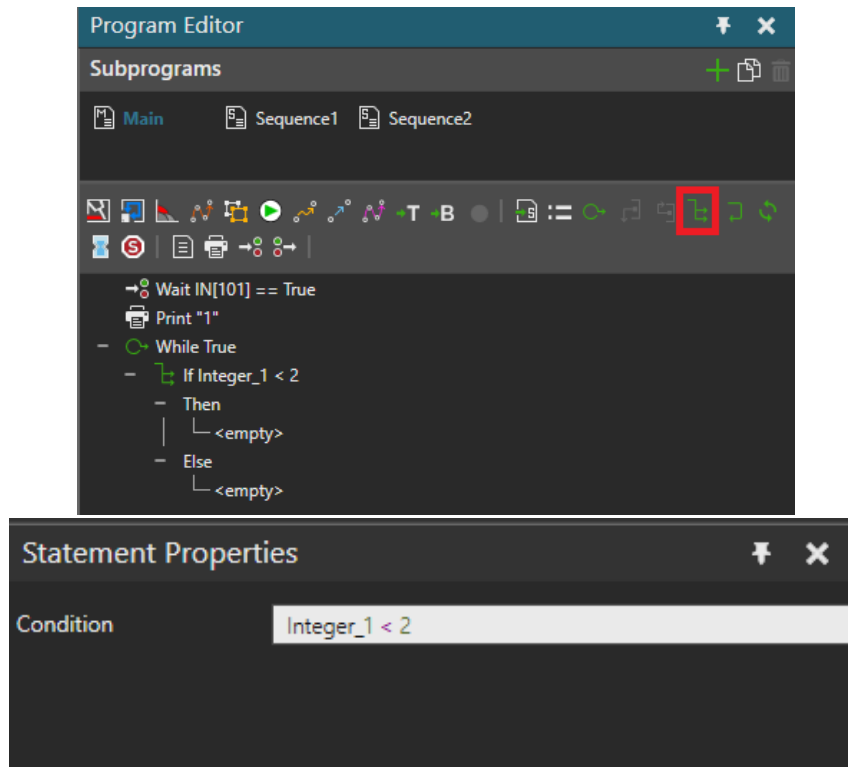 Program Editor
Subprograms
Main Sequence1 Sequence2
T B S
S
Wait IN[101] == True
Print "1"
While True
If Integer_1 < 2
Then
<empty>
Else
<empty>
Statement Properties
Condition Integer_1 < 2